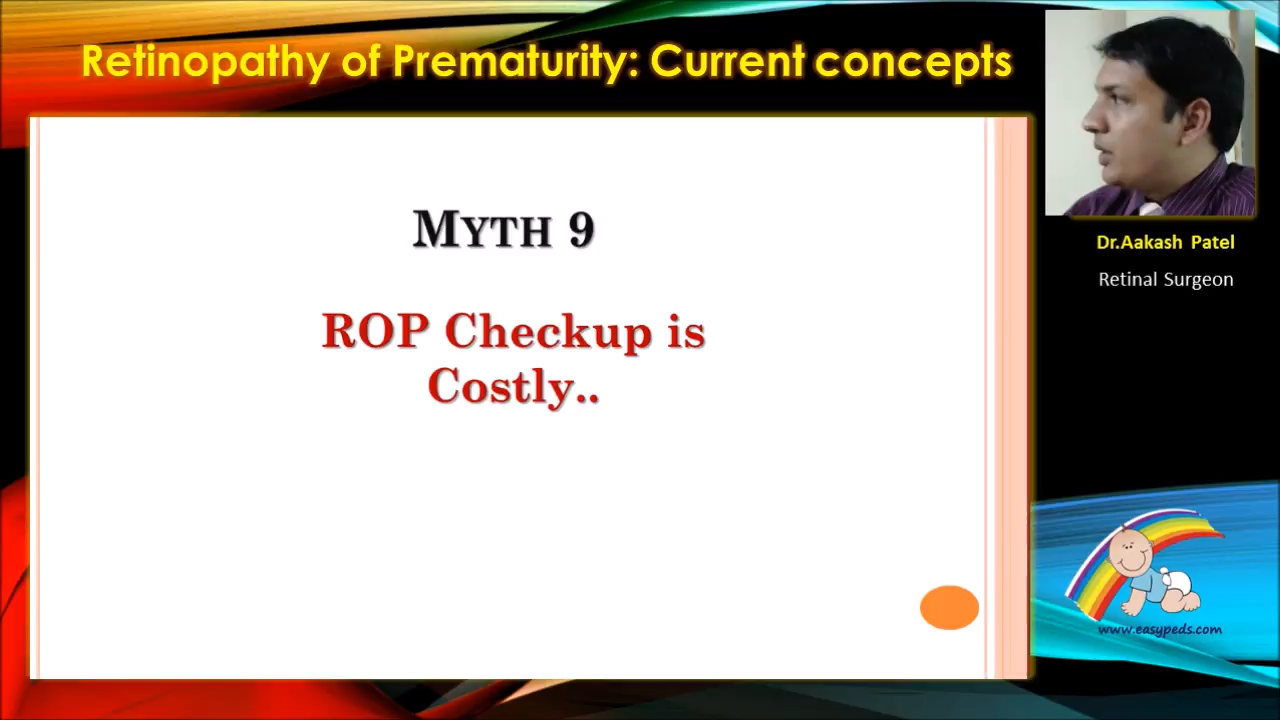 Retinopathy of Prematurity: Current concepts
MYTH 9
ROP Checkup is
Costly..
Dr.Aakash Patel
Retinal Surgeon
www.easypeds.com